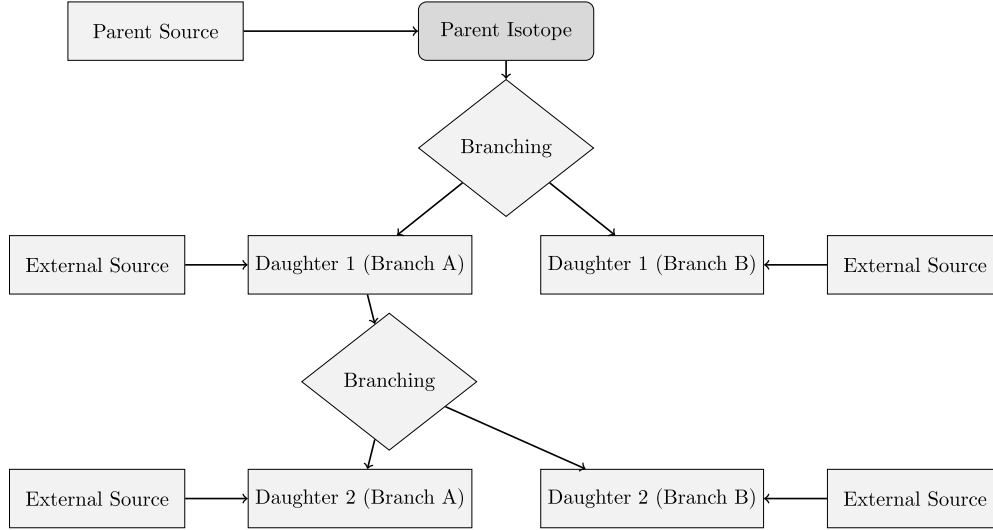 Parent Source
Parent Isotope
Branching
External Source
Daughter 1 (Branch A)
Daughter 1 (Branch B)
External Source
Branching
External Source
Daughter 2 (Branch A)
Daughter 2 (Branch B)
External Source